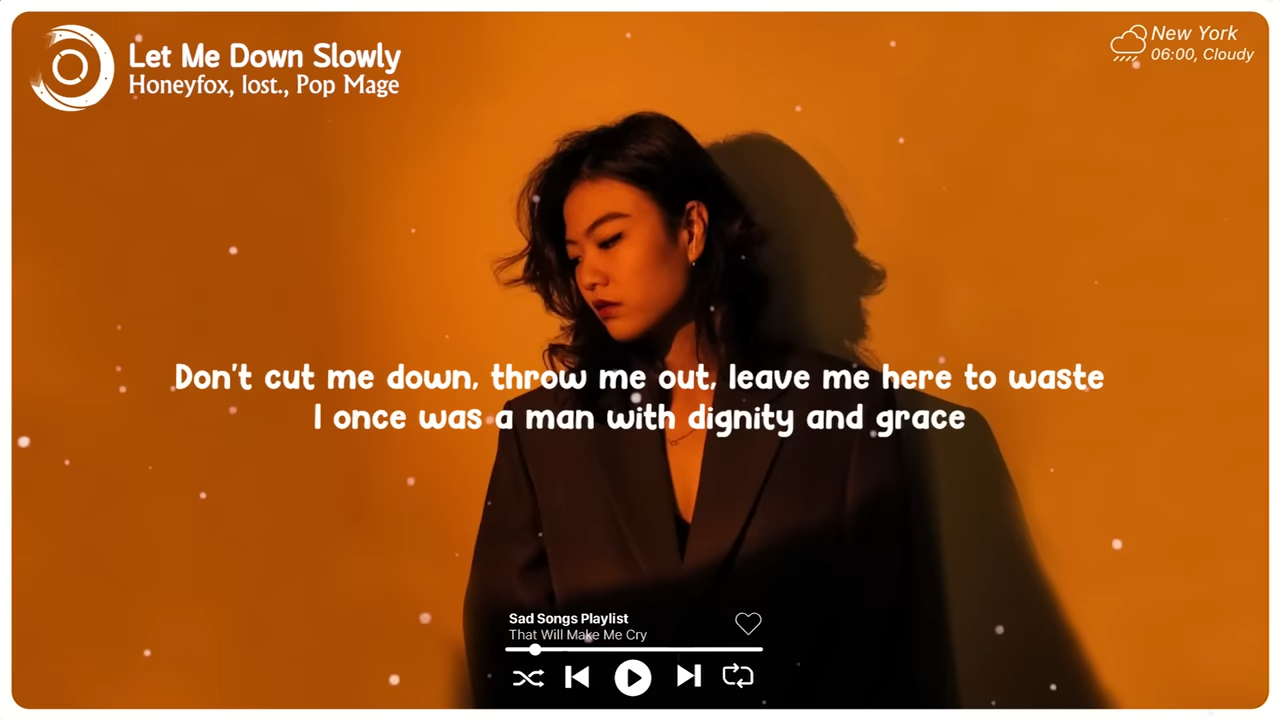 Let Me Down Slowly
Honeyfox, lost., Pop Mage
New York
06:00, Cloudy
Don't cut me down, throw me out, leave me here to waste
I once was a man with dignity and grace
Sad Songs Playlist
That Will Make Me Cry